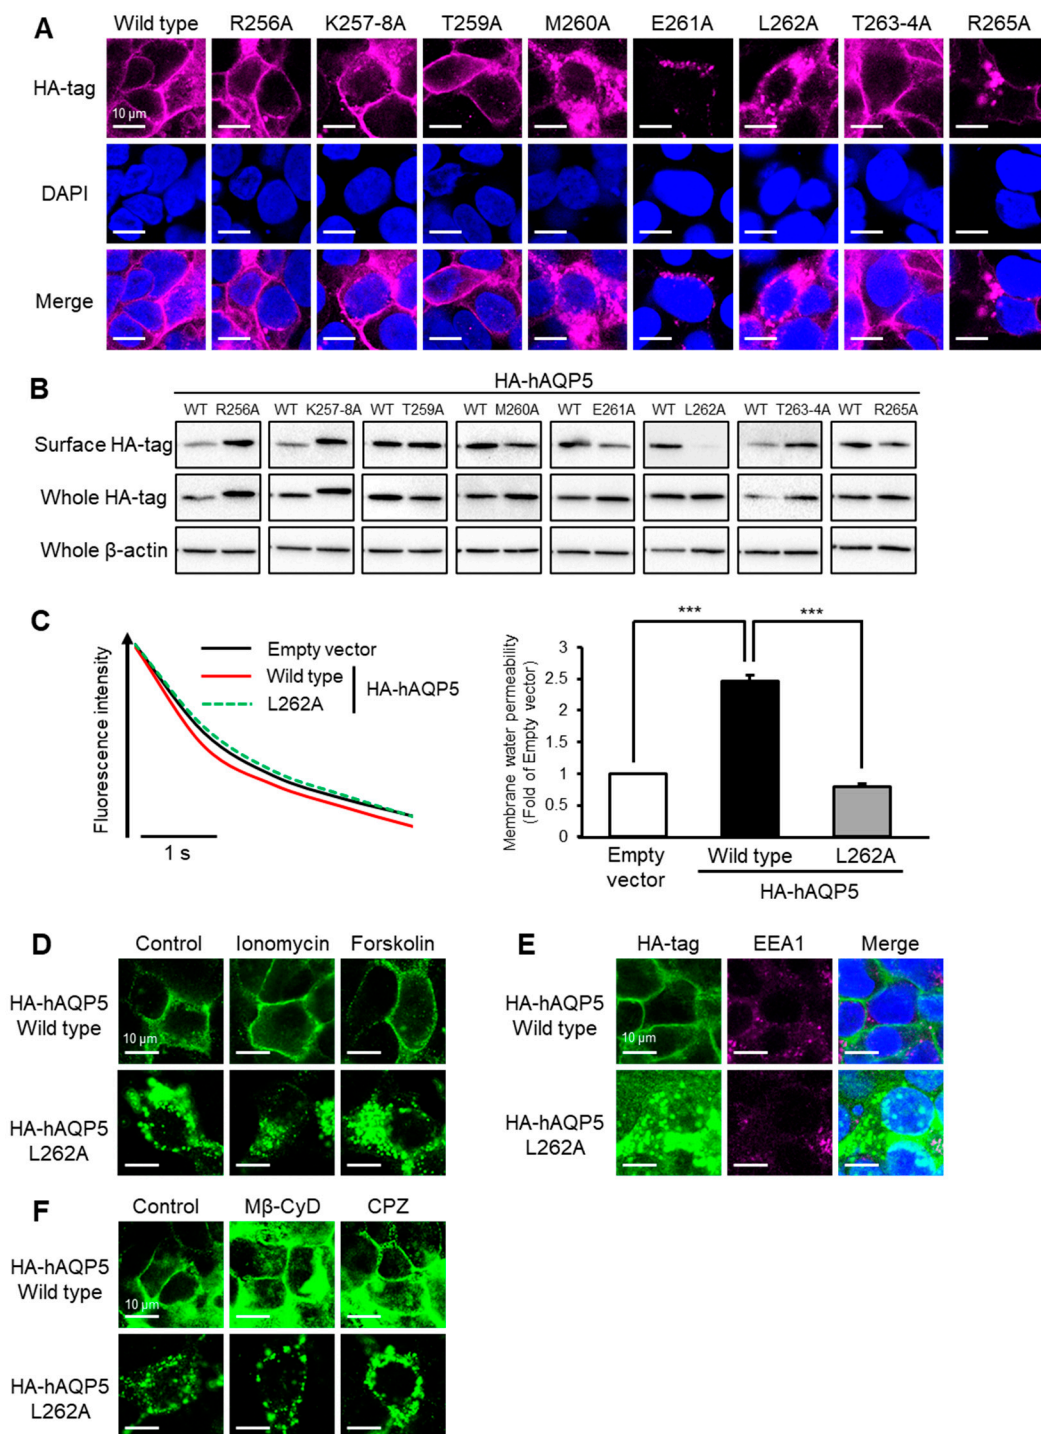 A
Wild type R256A K257-8A T259A M260A E261A L262A T263-4A R265A
HA-tag
10 μm
DAPI
Merge
B
HA-hAQP5
WT R256A WT K257-8A WT T259A WT M260A WT E261A WT L262A WT T263-4A WT R265A
Surface HA-tag
Whole HA-tag
Whole β-actin
C
Fluorescence intensity
Empty vector
Wild type
L262A
HA-hAQP5
1 s
Membrane water permeability
(Fold of Empty vector)
3
2.5
2
1.5
1
0.5
0
***
***
Empty
vector
Wild type
L262A
HA-hAQP5
D
Control Ionomycin Forskolin
HA-hAQP5
Wild type
10 μm
HA-hAQP5
L262A
E
HA-tag EEA1 Merge
HA-hAQP5
Wild type
10 μm
HA-hAQP5
L262A
F
Control Mβ-CyD CPZ
HA-hAQP5
Wild type
10 μm
HA-hAQP5
L262A